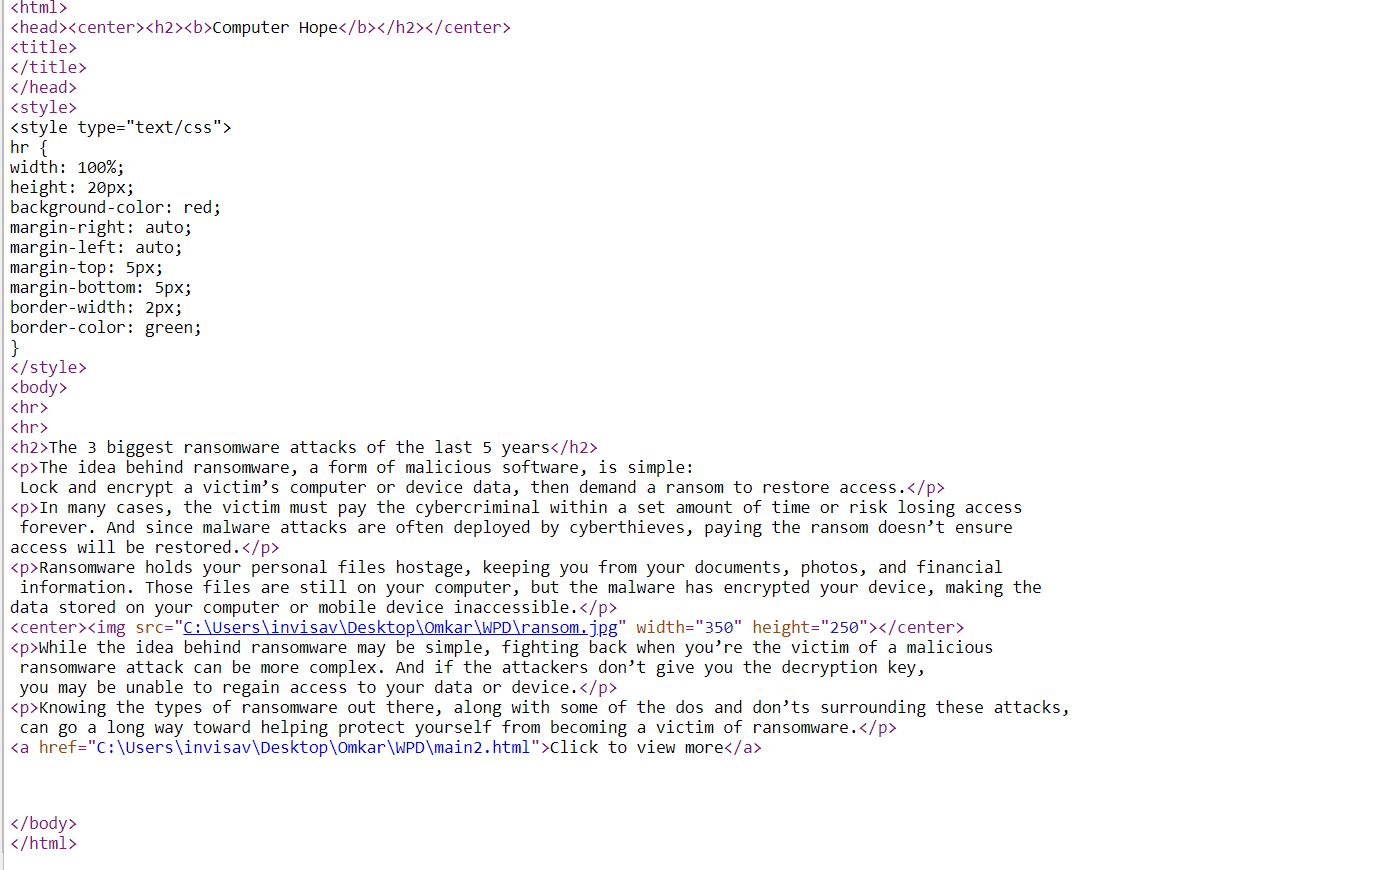 <html>
<head><center><h2><b>Computer Hope</b></h2></center>
<title>
</title>
</head>
<style>
<style type="text/css">
hr {
width: 100%;
height: 20px;
background-color: red;
margin-right: auto;
margin-left: auto;
margin-top: 5px;
margin-bottom: 5px;
border-width: 2px;
border-color: green;
}
</style>
<body>
<hr>
<hr>
<h2>The 3 biggest ransomware attacks of the last 5 years</h2>
<p>The idea behind ransomware, a form of malicious software, is simple:
 Lock and encrypt a victim’s computer or device data, then demand a ransom to restore access.</p>
<p>In many cases, the victim must pay the cybercriminal within a set amount of time or risk losing access
 forever. And since malware attacks are often deployed by cyberthieves, paying the ransom doesn’t ensure
access will be restored.</p>
<p>Ransomware holds your personal files hostage, keeping you from your documents, photos, and financial
 information. Those files are still on your computer, but the malware has encrypted your device, making the
data stored on your computer or mobile device inaccessible.</p>
<center><img src="C:\Users\invisav\Desktop\Omkar\WPD\ransom.jpg" width="350" height="250"></center>
<p>While the idea behind ransomware may be simple, fighting back when you’re the victim of a malicious
 ransomware attack can be more complex. And if the attackers don’t give you the decryption key,
 you may be unable to regain access to your data or device.</p>
<p>Knowing the types of ransomware out there, along with some of the dos and don’ts surrounding these attacks,
 can go a long way toward helping protect yourself from becoming a victim of ransomware.</p>
<a href="C:\Users\invisav\Desktop\Omkar\WPD\main2.html">Click to view more</a>
</body>
</html>